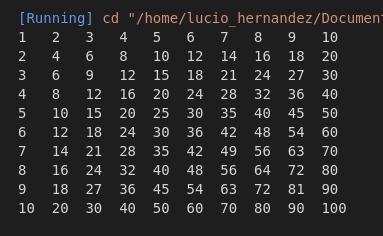 [Running] cd "/home/lucio_hernandez/Document
1 2 3 4 5 6 7 8 9 10
2 4 6 8 10 12 14 16 18 20
3 6 9 12 15 18 21 24 27 30
4 8 12 16 20 24 28 32 36 40
5 10 15 20 25 30 35 40 45 50
6 12 18 24 30 36 42 48 54 60
7 14 21 28 35 42 49 56 63 70
8 16 24 32 40 48 56 64 72 80
9 18 27 36 45 54 63 72 81 90
10 20 30 40 50 60 70 80 90 100